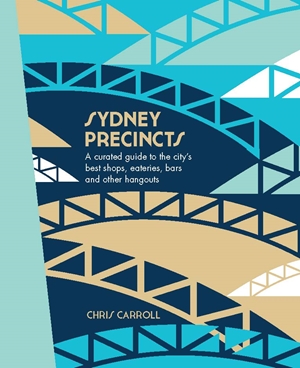 SYDNEY
PRECINCTS
A curated guide to the city's
best shops, eateries, bars
and other hangouts
CHRIS CARROLL